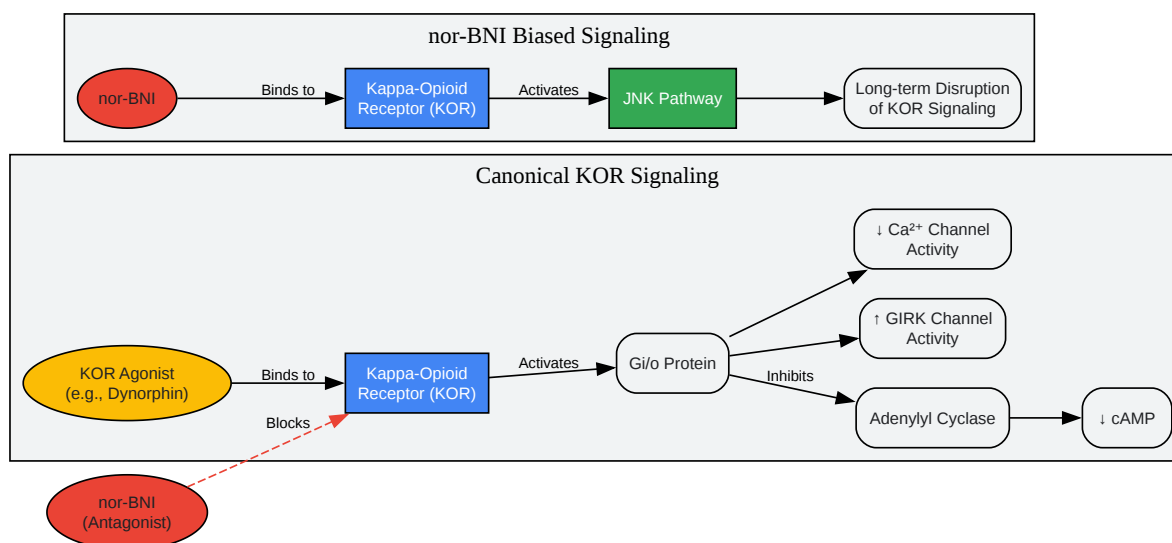 nor-BNI Biased Signaling
nor-BNI
Binds to
Kappa-Opioid
Receptor (KOR)
Activates
JNK Pathway
Long-term Disruption
of KOR Signaling
Canonical KOR Signaling
↓ Ca²⁺ Channel
Activity
↑ GIRK Channel
Activity
KOR Agonist
(e.g., Dynorphin)
Binds to
Kappa-Opioid
Receptor (KOR)
Activates
Gi/o Protein
Inhibits
Adenylyl Cyclase
↓ cAMP
Blocks
nor-BNI
(Antagonist)